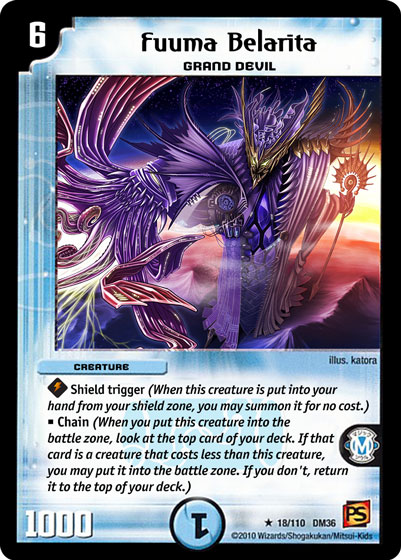 6
Fuuma Belarita
GRAND DEVIL
illus. katora
CREATURE
Shield trigger (When this creature is put into your
hand from your shield zone, you may summon it for no cost.)
▪ Chain (When you put this creature into the
battle zone, look at the top card of your deck. If that
card is a creature that costs less than this creature,
you may put it into the battle zone. If you don't, return
it to the top of your deck.)
M
1000
1
★ 18/110 DM36
PS
©2010 Wizards/Shogakukan/Mitsui-Kids